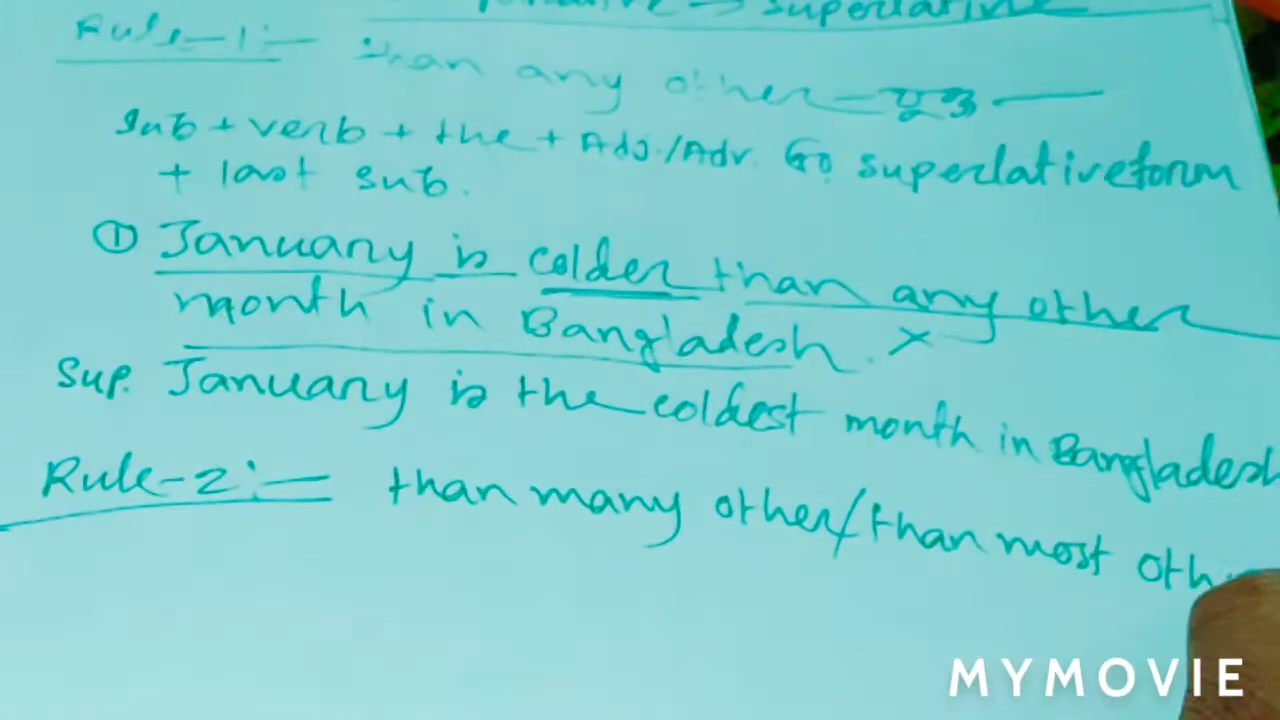 → superlative
Rule-1:- than any other - যুক্ত
Sub + verb + the + Adj./Adv. এর superlative form
+ last sub.
① January is colder than any other
month in Bangladesh. ×
Sup. January is the coldest month in Bangladesh
Rule-2:- than many other/than most oth
MYMOVIE